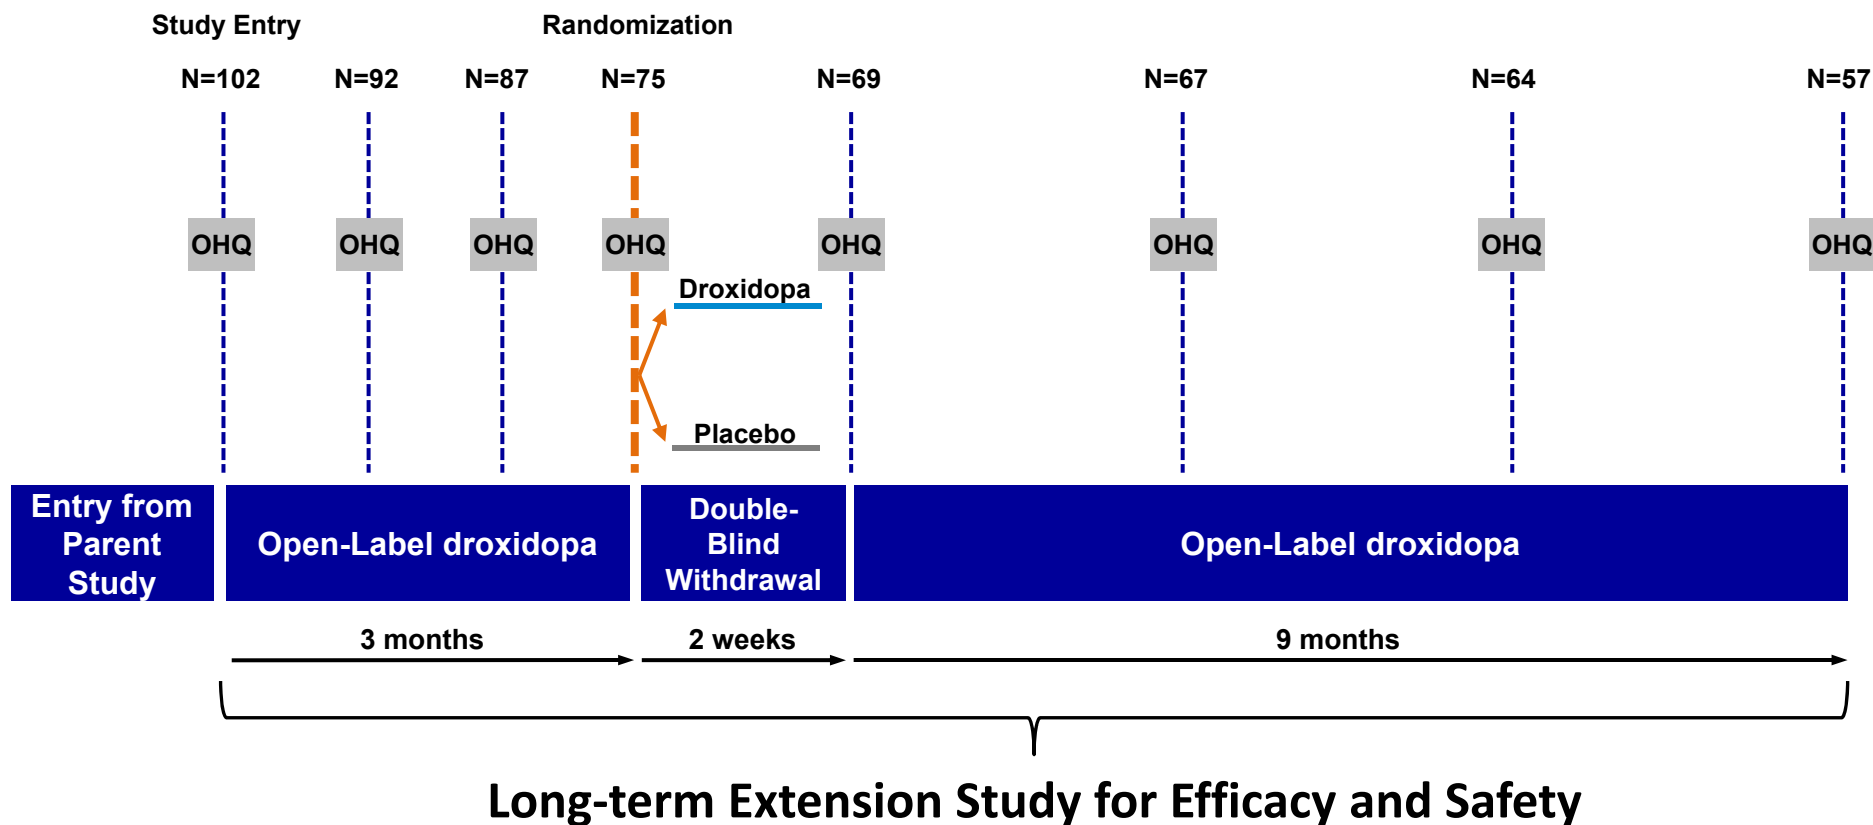 Study Entry
Randomization
N=102
N=92
N=87
N=75
N=69
N=67
N=64
N=57
OHQ
OHQ
OHQ
OHQ
OHQ
OHQ
OHQ
OHQ
Droxidopa
Placebo
Entry from
Parent
Study
Open-Label droxidopa
Double-
Blind
Withdrawal
Open-Label droxidopa
3 months
2 weeks
9 months
Long-term Extension Study for Efficacy and Safety